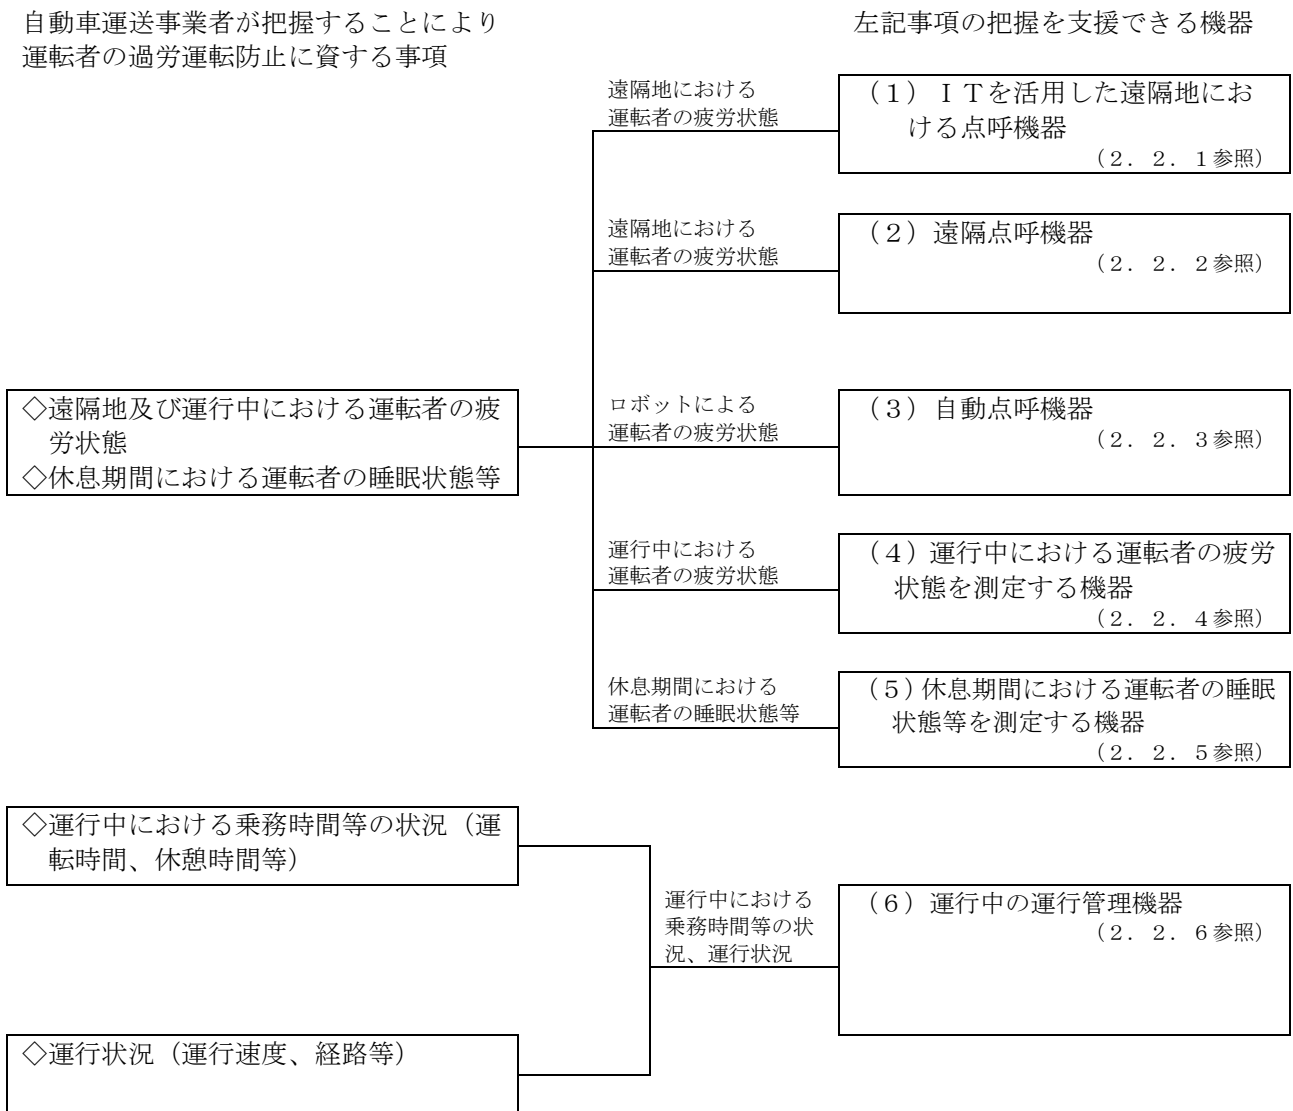 自動車運送事業者が把握することにより
運転者の過労運転防止に資する事項
左記事項の把握を支援できる機器
遠隔地における
運転者の疲労状態
（１）ＩＴを活用した遠隔地にお
ける点呼機器
（２．２．１参照）
遠隔地における
運転者の疲労状態
（２）遠隔点呼機器
（２．２．２参照）
◇遠隔地及び運行中における運転者の疲
労状態
◇休息期間における運転者の睡眠状態等
ロボットによる
運転者の疲労状態
（３）自動点呼機器
（２．２．３参照）
運行中における
運転者の疲労状態
（４）運行中における運転者の疲労
状態を測定する機器
（２．２．４参照）
休息期間における
運転者の睡眠状態等
（５）休息期間における運転者の睡眠
状態等を測定する機器
（２．２．５参照）
◇運行中における乗務時間等の状況（運
転時間、休憩時間等）
運行中における
乗務時間等の状
況、運行状況
（６）運行中の運行管理機器
（２．２．６参照）
◇運行状況（運行速度、経路等）